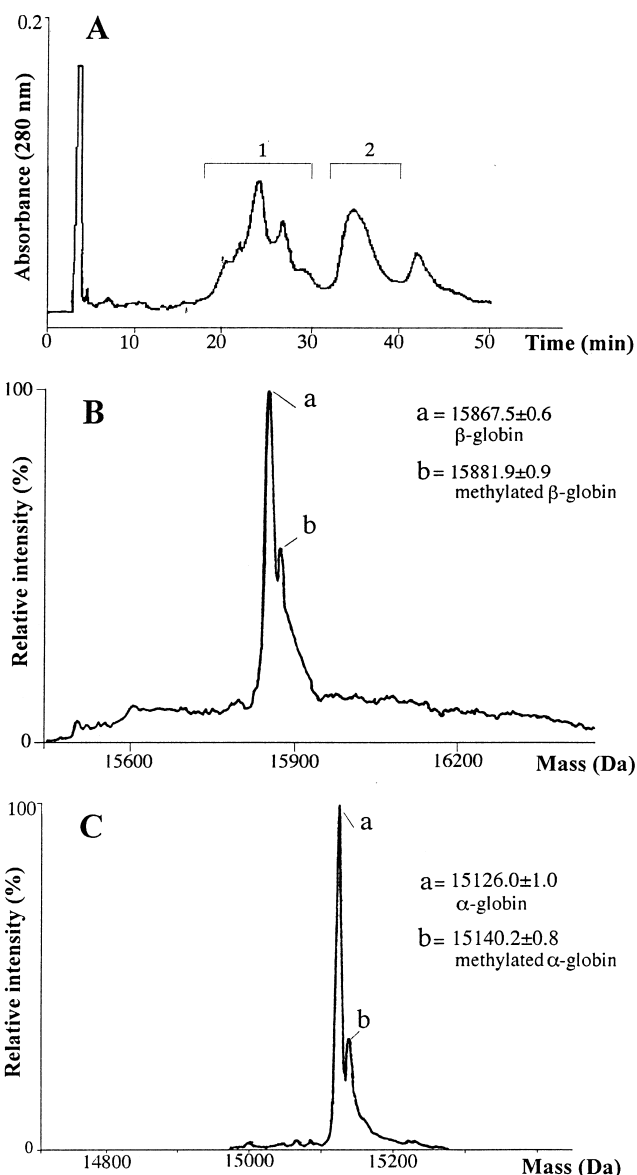 A
0.2
Absorbance (280 nm)
1
2
0 10 20 30 40 50 Time (min)
B
100
Relative intensity (%)
a
b
a = 15867.5±0.6
β-globin
b = 15881.9±0.9
methylated β-globin
0
15600 15900 16200 Mass (Da)
C
100
Relative intensity (%)
a
b
a = 15126.0±1.0
α-globin
b = 15140.2±0.8
methylated α-globin
0
14800 15000 15200 Mass (Da)